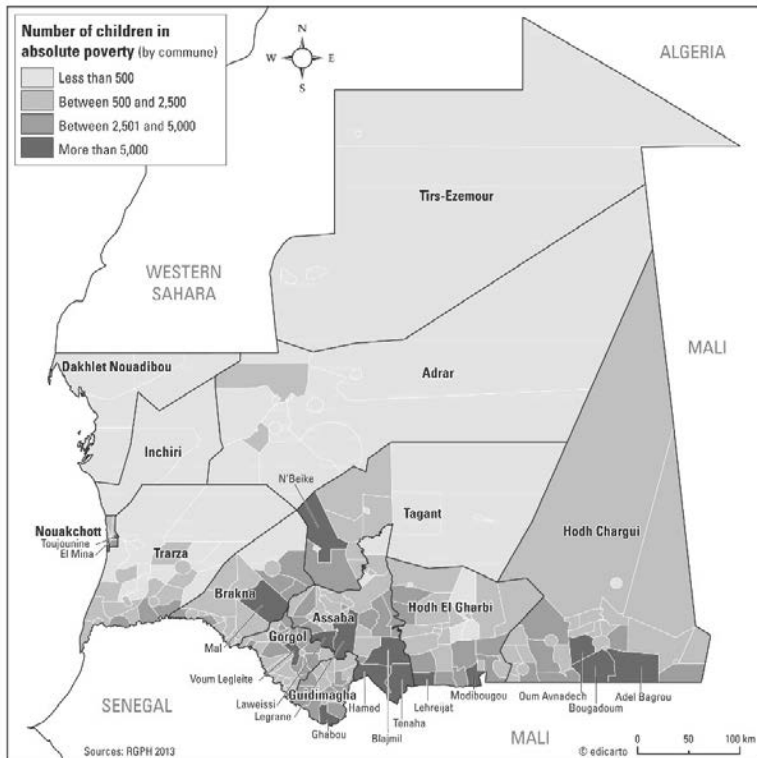 Number of children in
absolute poverty (by commune)
Less than 500
Between 500 and 2,500
Between 2,501 and 5,000
More than 5,000
N
W E
S
ALGERIA
Tirs-Ezemour
WESTERN
SAHARA
MALI
Dakhlet Nouadibou
Adrar
Inchiri
N'Beike
Tagant
Nouakchott
Toujounine
El Mina
Hodh Chargui
Trarza
Brakna
Assaba
Hodh El Gharbi
Gorgol
Mal
Voum Legleite
Guidimagha
Laweissi
Legrane
Hamed
Lehreijat
Modibougou
Oum Avnadech
Adel Bagrou
Bougadoum
Tenaha
Blajmil
Ghabou
SENEGAL
MALI
0 50 100 km
Sources: RGPH 2013
© edicarto